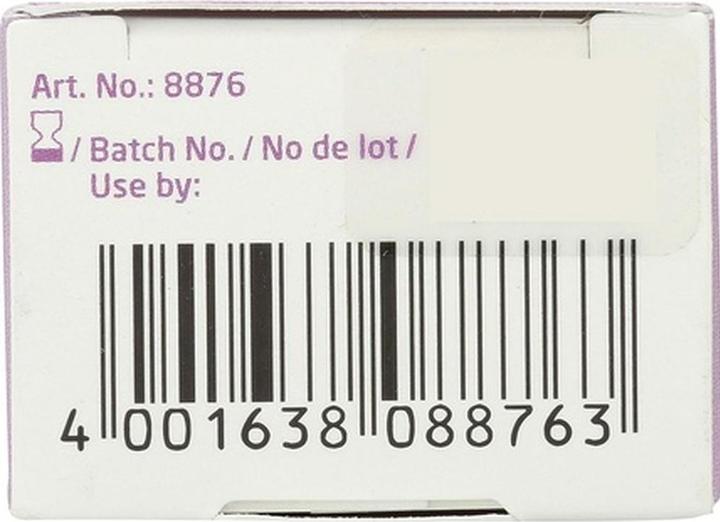 Art. No.: 8876
/ Batch No. / No de lot /
Use by:
4 001638 088763